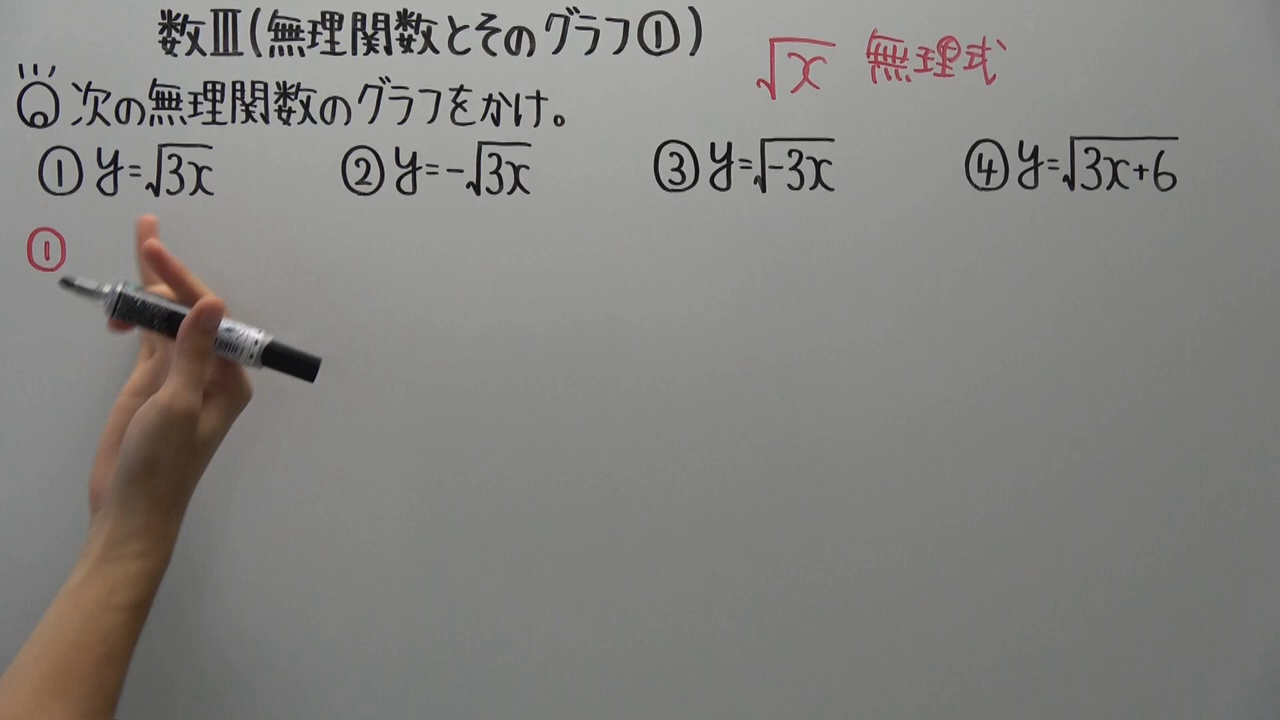 数Ⅲ(無理関数とそのグラフ①)
√x 無理式
Q 次の無理関数のグラフをかけ。
① y=√3x ② y=-√3x ③ y=√-3x ④ y=√3x+6
①